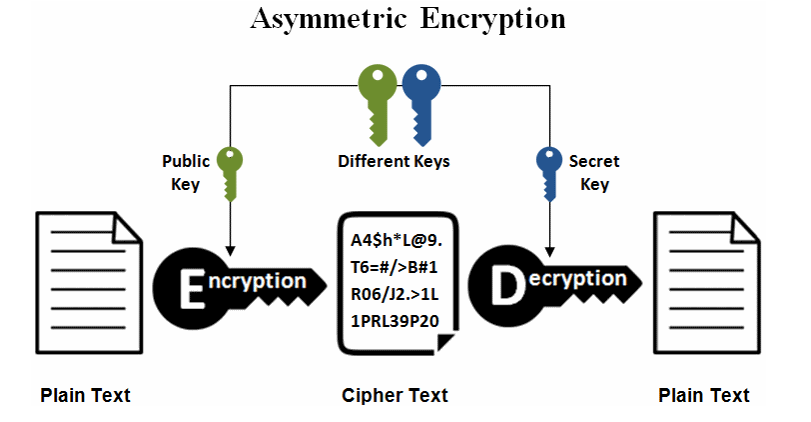 Asymmetric Encryption
Public
Key
Different Keys
Secret
Key
Encryption
A4$h*L@9.
T6=#/>B#1
R06/J2.>1L
1PRL39P20
Decryption
Plain Text
Cipher Text
Plain Text